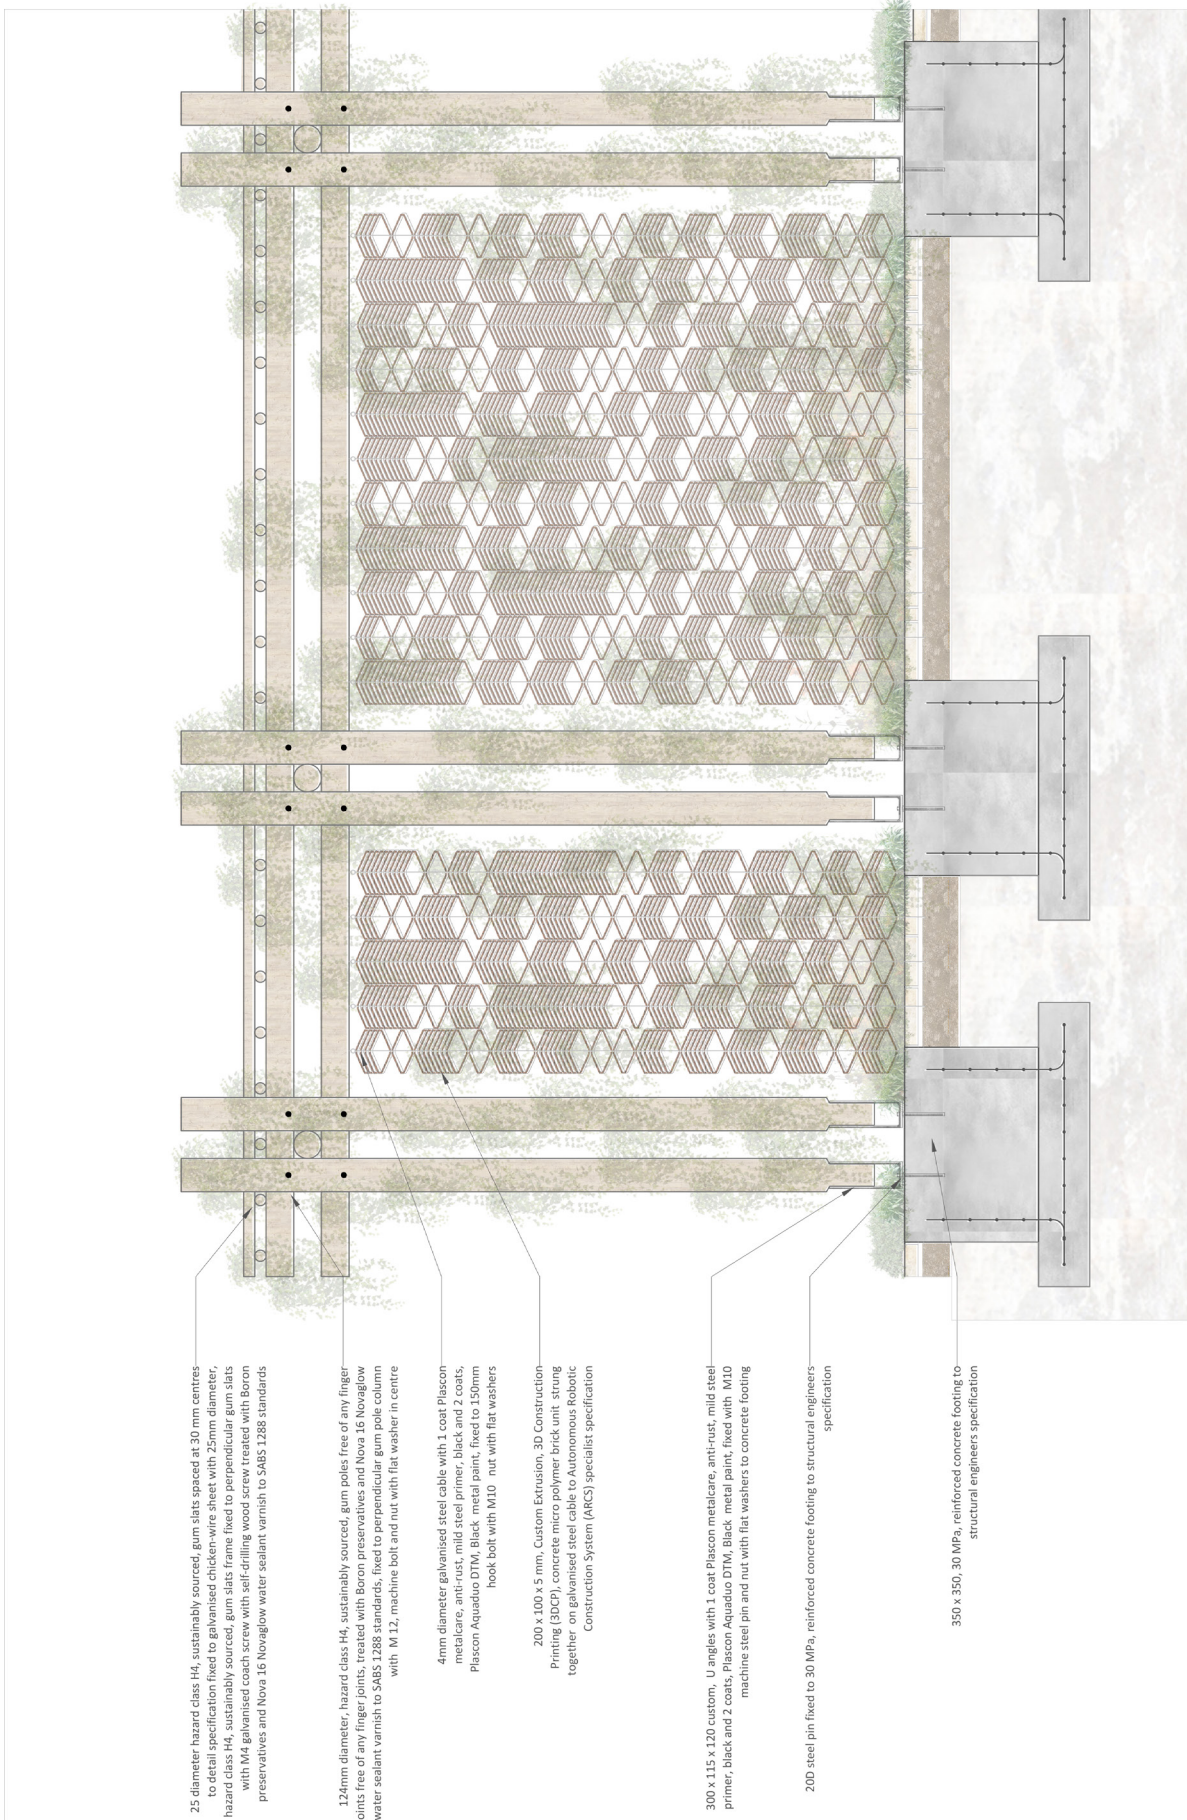 25 diameter hazard class H4, sustainably sourced, gum slats spaced at 30 mm centres
to detail specification fixed to galvanised chicken-wire sheet with 25mm diameter,
hazard class H4, sustainably sourced, gum slats frame fixed to perpendicular gum slats
with M4 galvanised coach screw with self-drilling wood screw treated with Boron
preservatives and Nova 16 Novaglow water sealant varnish to SABS 1288 standards
124mm diameter, hazard class H4, sustainably sourced, gum poles free of any finger
oints free of any finger joints, treated with Boron preservatives and Nova 16 Novaglow
water sealant varnish to SABS 1288 standards, fixed to perpendicular gum pole column
with M 12, machine bolt and nut with flat washer in centre
4mm diameter galvanised steel cable with 1 coat Plascon
metalcare, anti-rust, mild steel primer, black and 2 coats,
Plascon Aquaduo DTM, Black metal paint, fixed to 150mm
hook bolt with M10 nut with flat washers
200 x 100 x 5 mm, Custom Extrusion, 3D Construction
Printing (3DCP), concrete micro polymer brick unit strung
together on galvanised steel cable to Autonomous Robotic
Construction System (ARCS) specialist specification
300 x 115 x 120 custom, U angles with 1 coat Plascon metalcare, anti-rust, mild steel
primer, black and 2 coats, Plascon Aquaduo DTM, Black metal paint, fixed with M10
machine steel pin and nut with flat washers to concrete footing
20D steel pin fixed to 30 MPa, reinforced concrete footing to structural engineers
specification
350 x 350, 30 MPa, reinforced concrete footing to
structural engineers specification